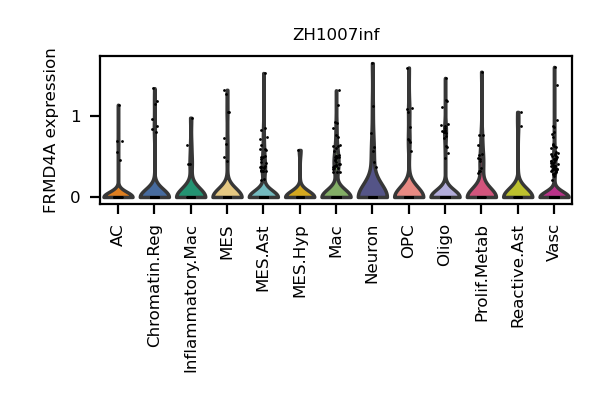 ZH1007inf
FRMD4A expression
1
0
AC
Chromatin.Reg
Inflammatory.Mac
MES
MES.Ast
MES.Hyp
Mac
Neuron
OPC
Oligo
Prolif.Metab
Reactive.Ast
Vasc